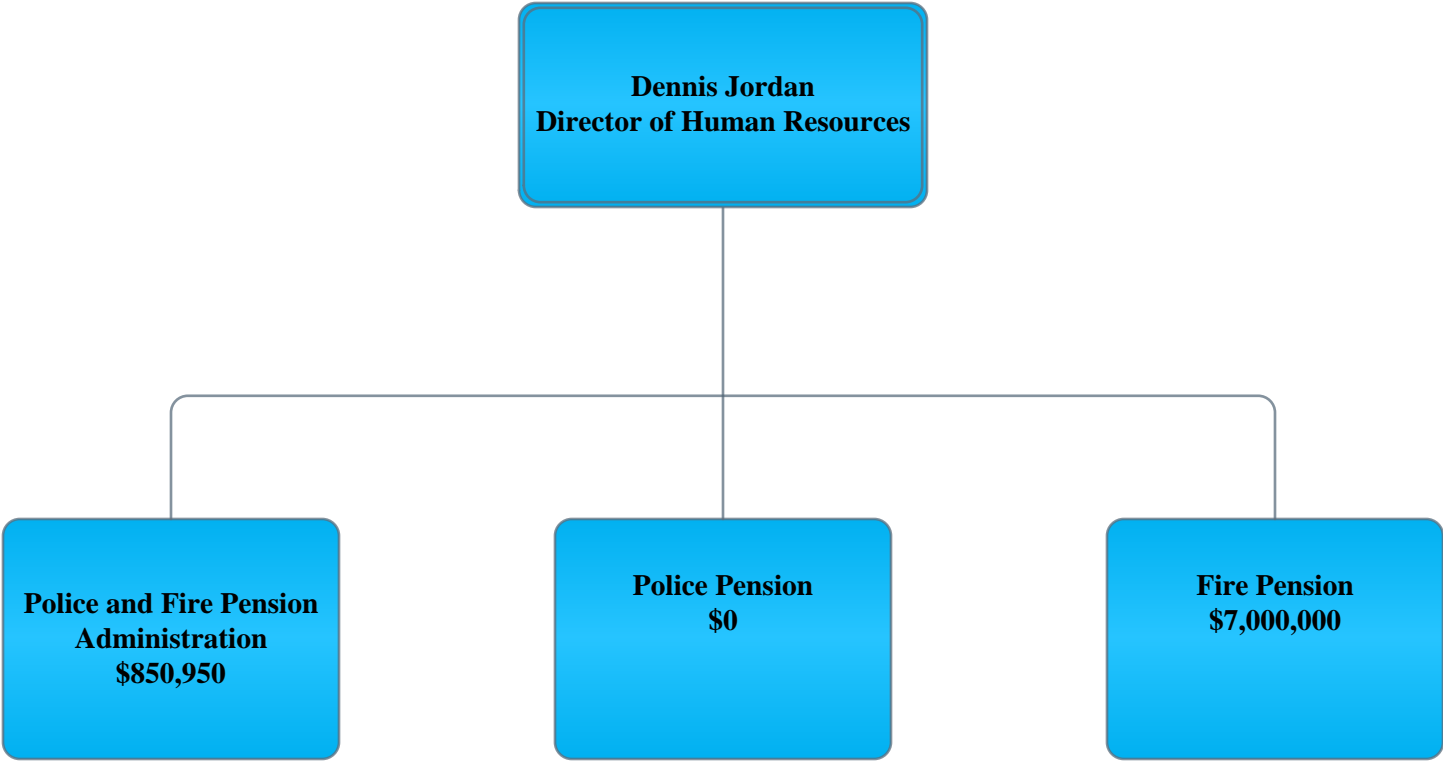 Dennis Jordan
Director of Human Resources
Police and Fire Pension
Administration
$850,950
Police Pension
$0
Fire Pension
$7,000,000